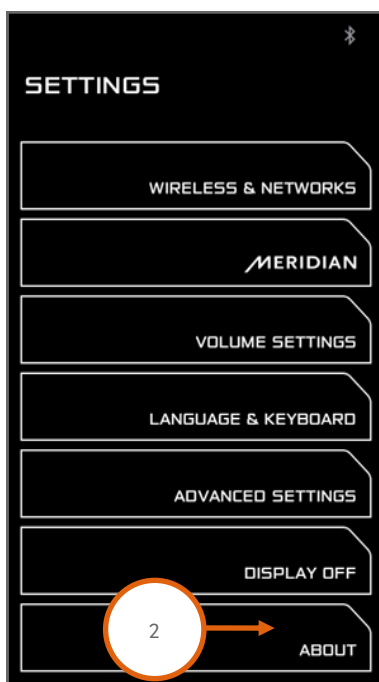 SETTINGS
WIRELESS & NETWORKS
MERIDIAN
VOLUME SETTINGS
LANGUAGE & KEYBOARD
ADVANCED SETTINGS
DISPLAY OFF
2
ABOUT